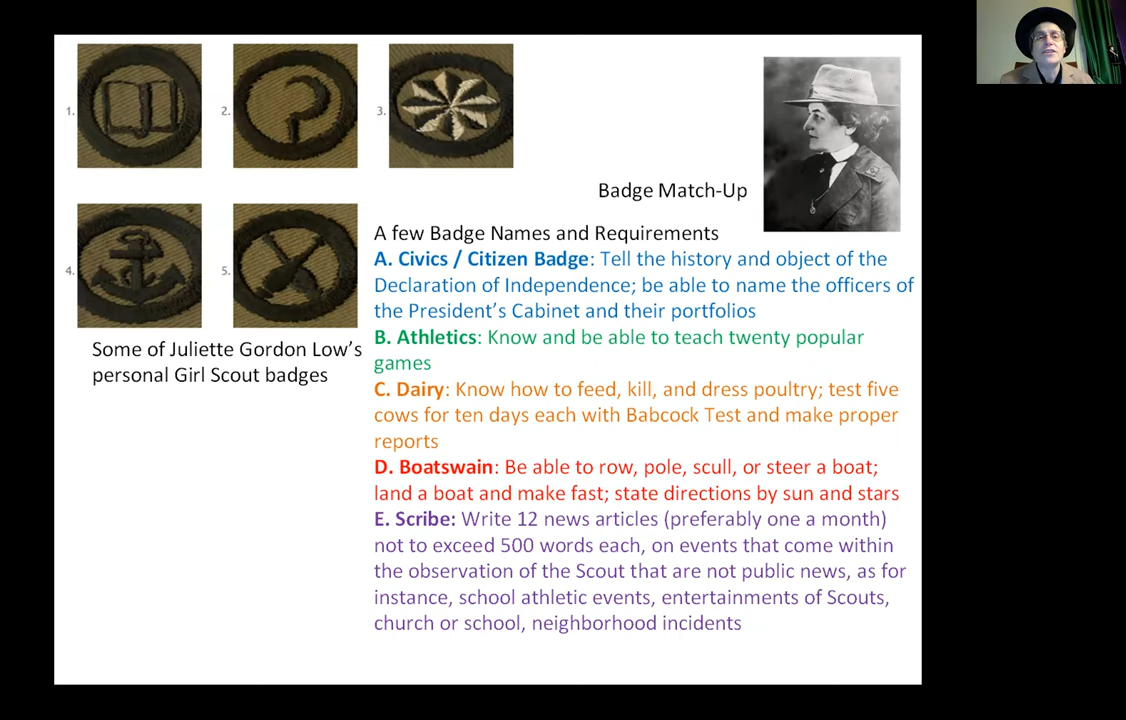 1.
2.
3.
Badge Match-Up
4.
5.
Some of Juliette Gordon Low's
personal Girl Scout badges
A few Badge Names and Requirements
A. Civics / Citizen Badge: Tell the history and object of the
Declaration of Independence; be able to name the officers of
the President's Cabinet and their portfolios
B. Athletics: Know and be able to teach twenty popular
games
C. Dairy: Know how to feed, kill, and dress poultry; test five
cows for ten days each with Babcock Test and make proper
reports
D. Boatswain: Be able to row, pole, scull, or steer a boat;
land a boat and make fast; state directions by sun and stars
E. Scribe: Write 12 news articles (preferably one a month)
not to exceed 500 words each, on events that come within
the observation of the Scout that are not public news, as for
instance, school athletic events, entertainments of Scouts,
church or school, neighborhood incidents